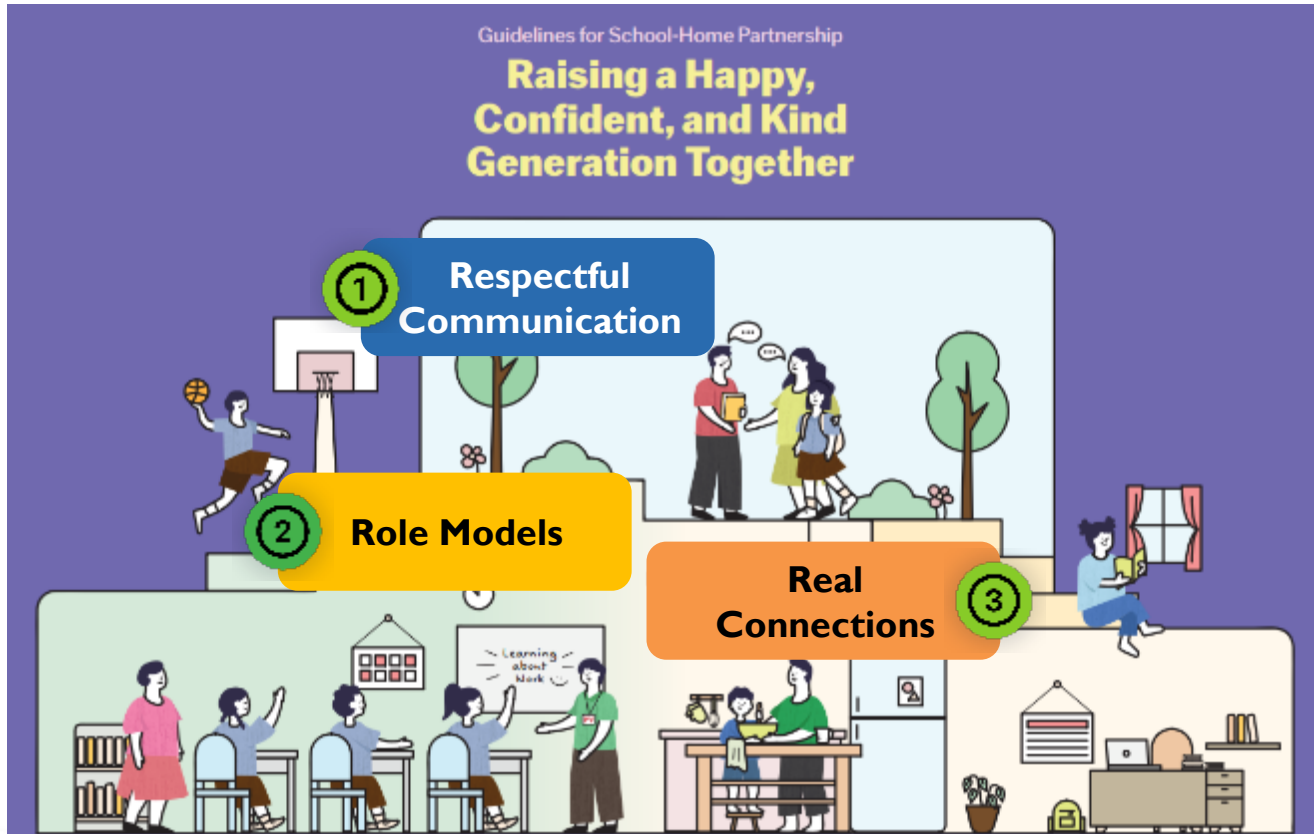 Guidelines for School-Home Partnership
Raising a Happy,
Confident, and Kind
Generation Together
1
Respectful
Communication
2
Role Models
Real
Connections
3
Learning
about
Work